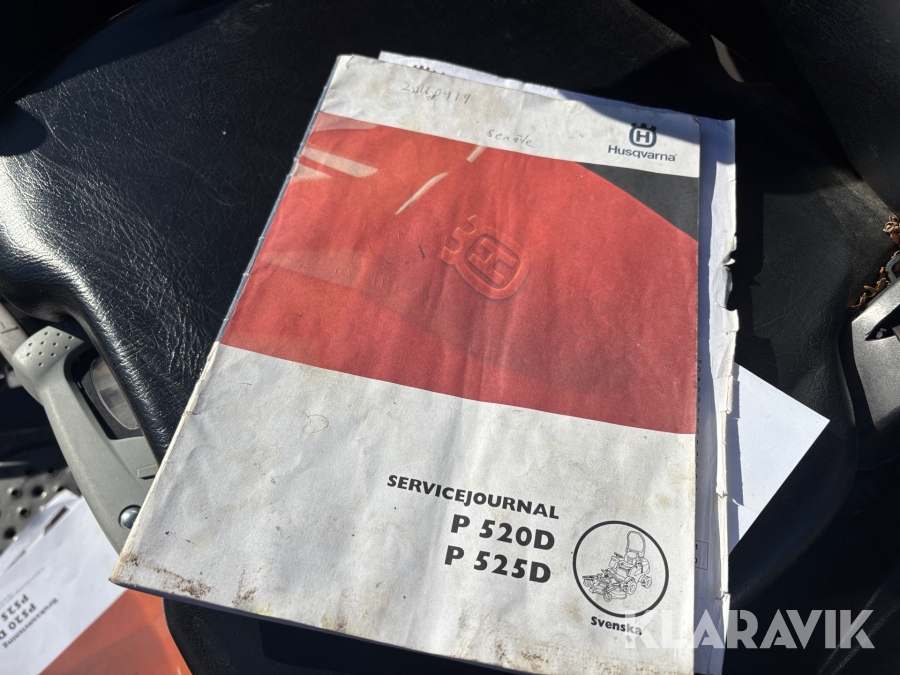 Husqvarna
SERVICEJOURNAL
P 520D
P 525D
Svenska
KLARAVIK